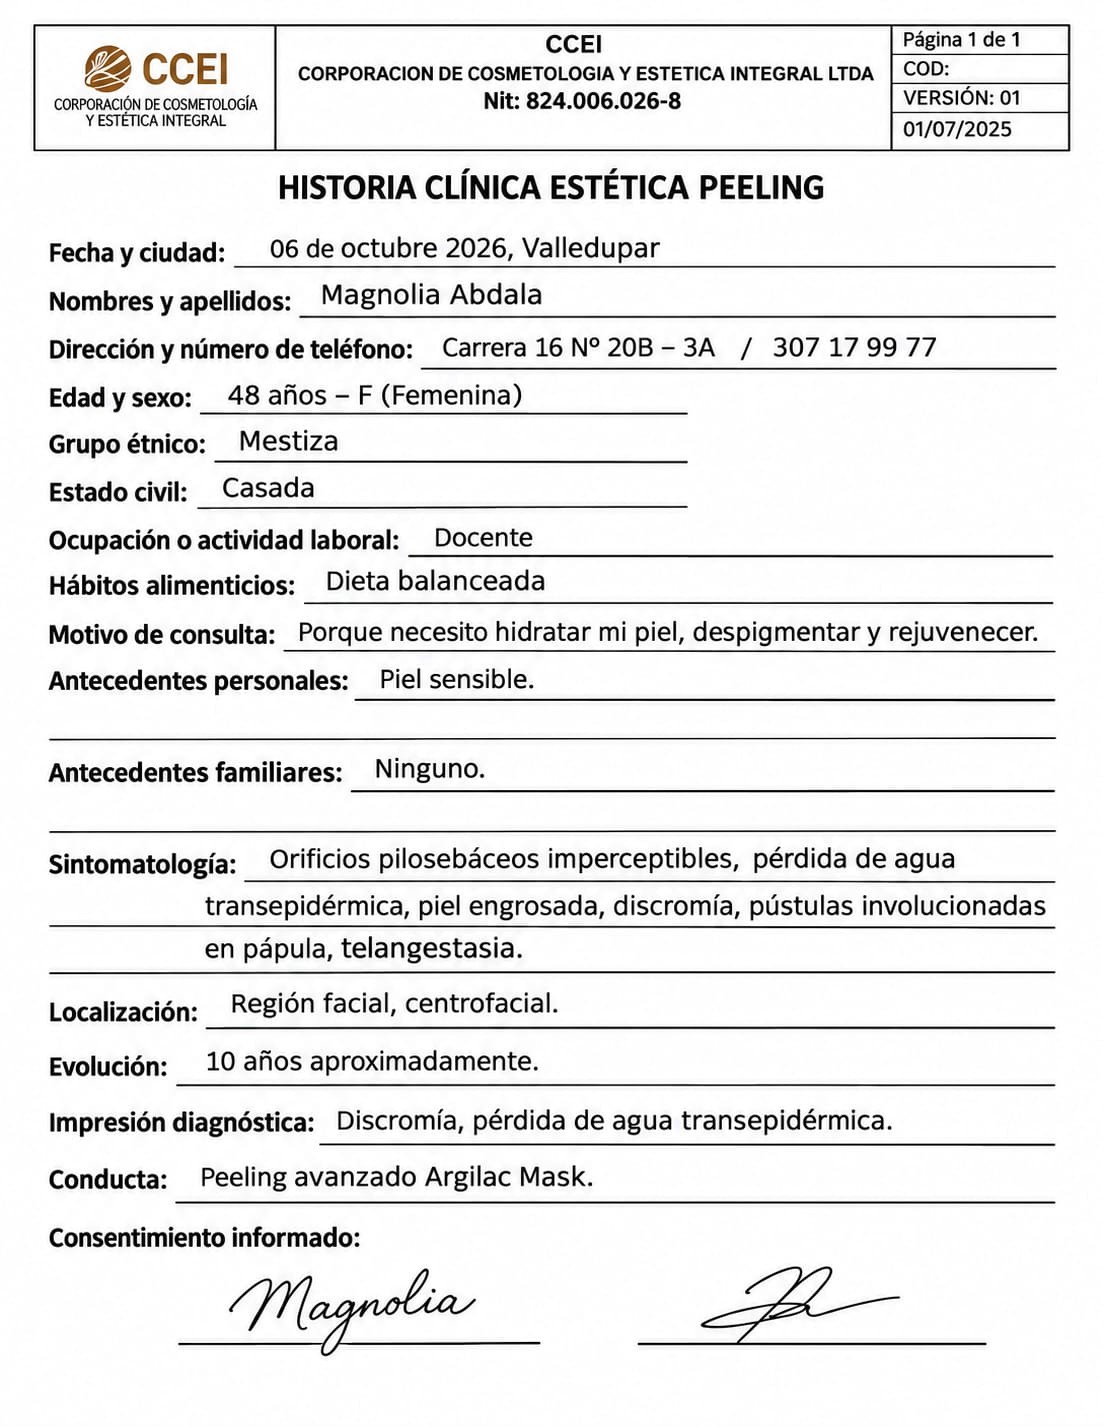 CCEI
CORPORACIÓN DE COSMETOLOGÍA
Y ESTÉTICA INTEGRAL
CCEI
CORPORACION DE COSMETOLOGIA Y ESTETICA INTEGRAL LTDA
Nit: 824.006.026-8
Página 1 de 1
COD:
VERSIÓN: 01
01/07/2025
HISTORIA CLÍNICA ESTÉTICA PEELING
Fecha y ciudad: 06 de octubre 2026, Valledupar
Nombres y apellidos: Magnolia Abdala
Dirección y número de teléfono: Carrera 16 Nº 20B – 3A / 307 17 99 77
Edad y sexo: 48 años – F (Femenina)
Grupo étnico: Mestiza
Estado civil: Casada
Ocupación o actividad laboral: Docente
Hábitos alimenticios: Dieta balanceada
Motivo de consulta: Porque necesito hidratar mi piel, despigmentar y rejuvenecer.
Antecedentes personales: Piel sensible.
Antecedentes familiares: Ninguno.
Sintomatología: Orificios pilosebáceos imperceptibles, pérdida de agua
transepidérmica, piel engrosada, discromía, pústulas involucionadas
en pápula, telangestasia.
Localización: Región facial, centrofacial.
Evolución: 10 años aproximadamente.
Impresión diagnóstica: Discromía, pérdida de agua transepidérmica.
Conducta: Peeling avanzado Argilac Mask.
Consentimiento informado:
Magnolia